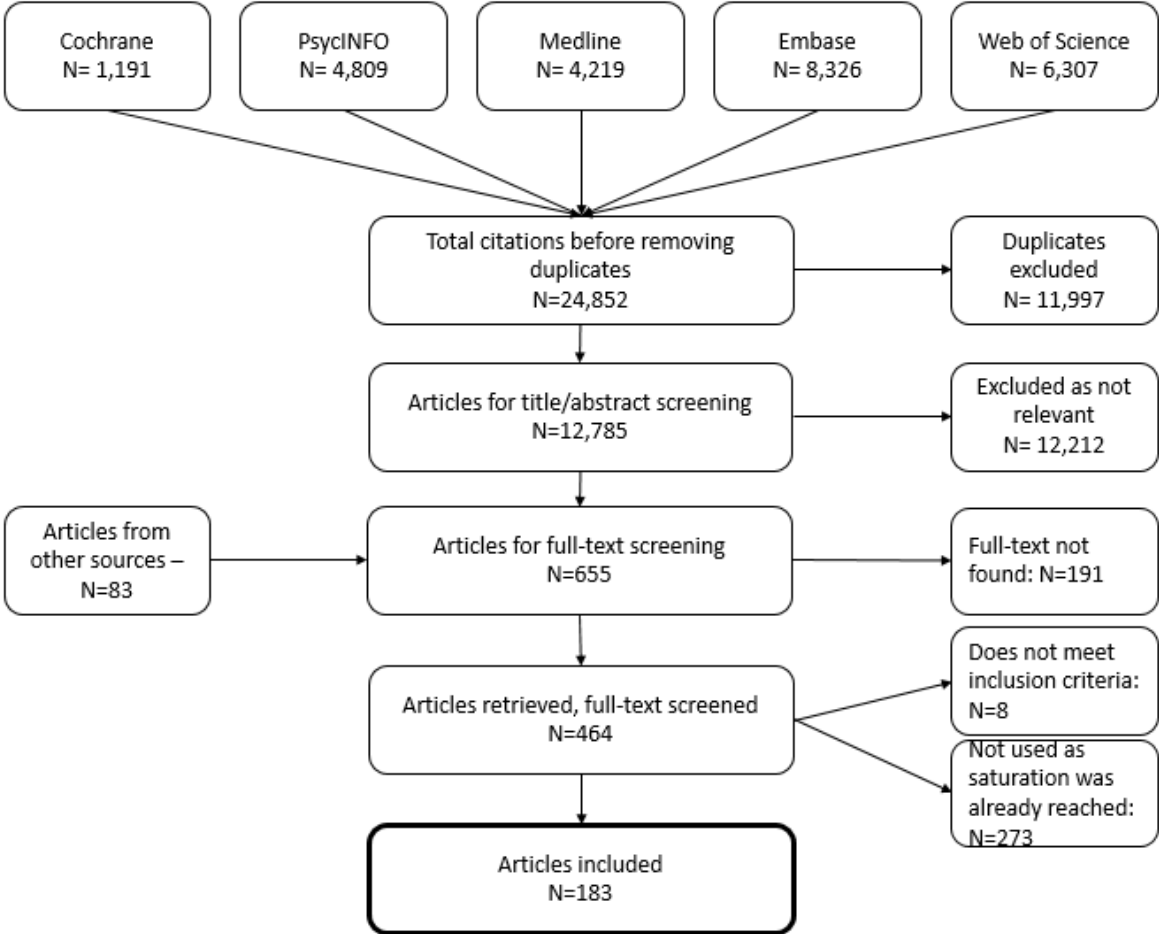 Cochrane
N= 1,191
PsycINFO
N= 4,809
Medline
N= 4,219
Embase
N= 8,326
Web of Science
N= 6,307
Total citations before removing
duplicates
N=24,852
Duplicates
excluded
N= 11,997
Articles for title/abstract screening
N=12,785
Excluded as not
relevant
N= 12,212
Articles from
other sources –
N=83
Articles for full-text screening
N=655
Full-text not
found: N=191
Articles retrieved, full-text screened
N=464
Does not meet
inclusion criteria:
N=8
Not used as
saturation was
already reached:
N=273
Articles included
N=183